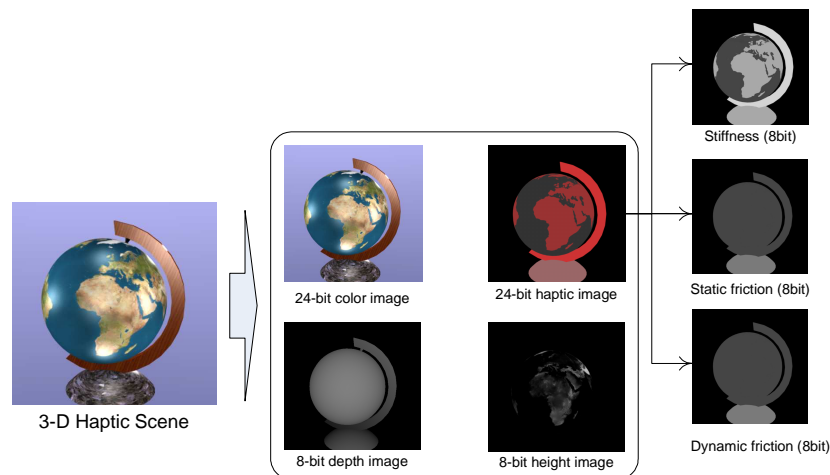 Stiffness (8bit)
24-bit color image
24-bit haptic image
Static friction (8bit)
3-D Haptic Scene
8-bit depth image
8-bit height image
Dynamic friction (8bit)